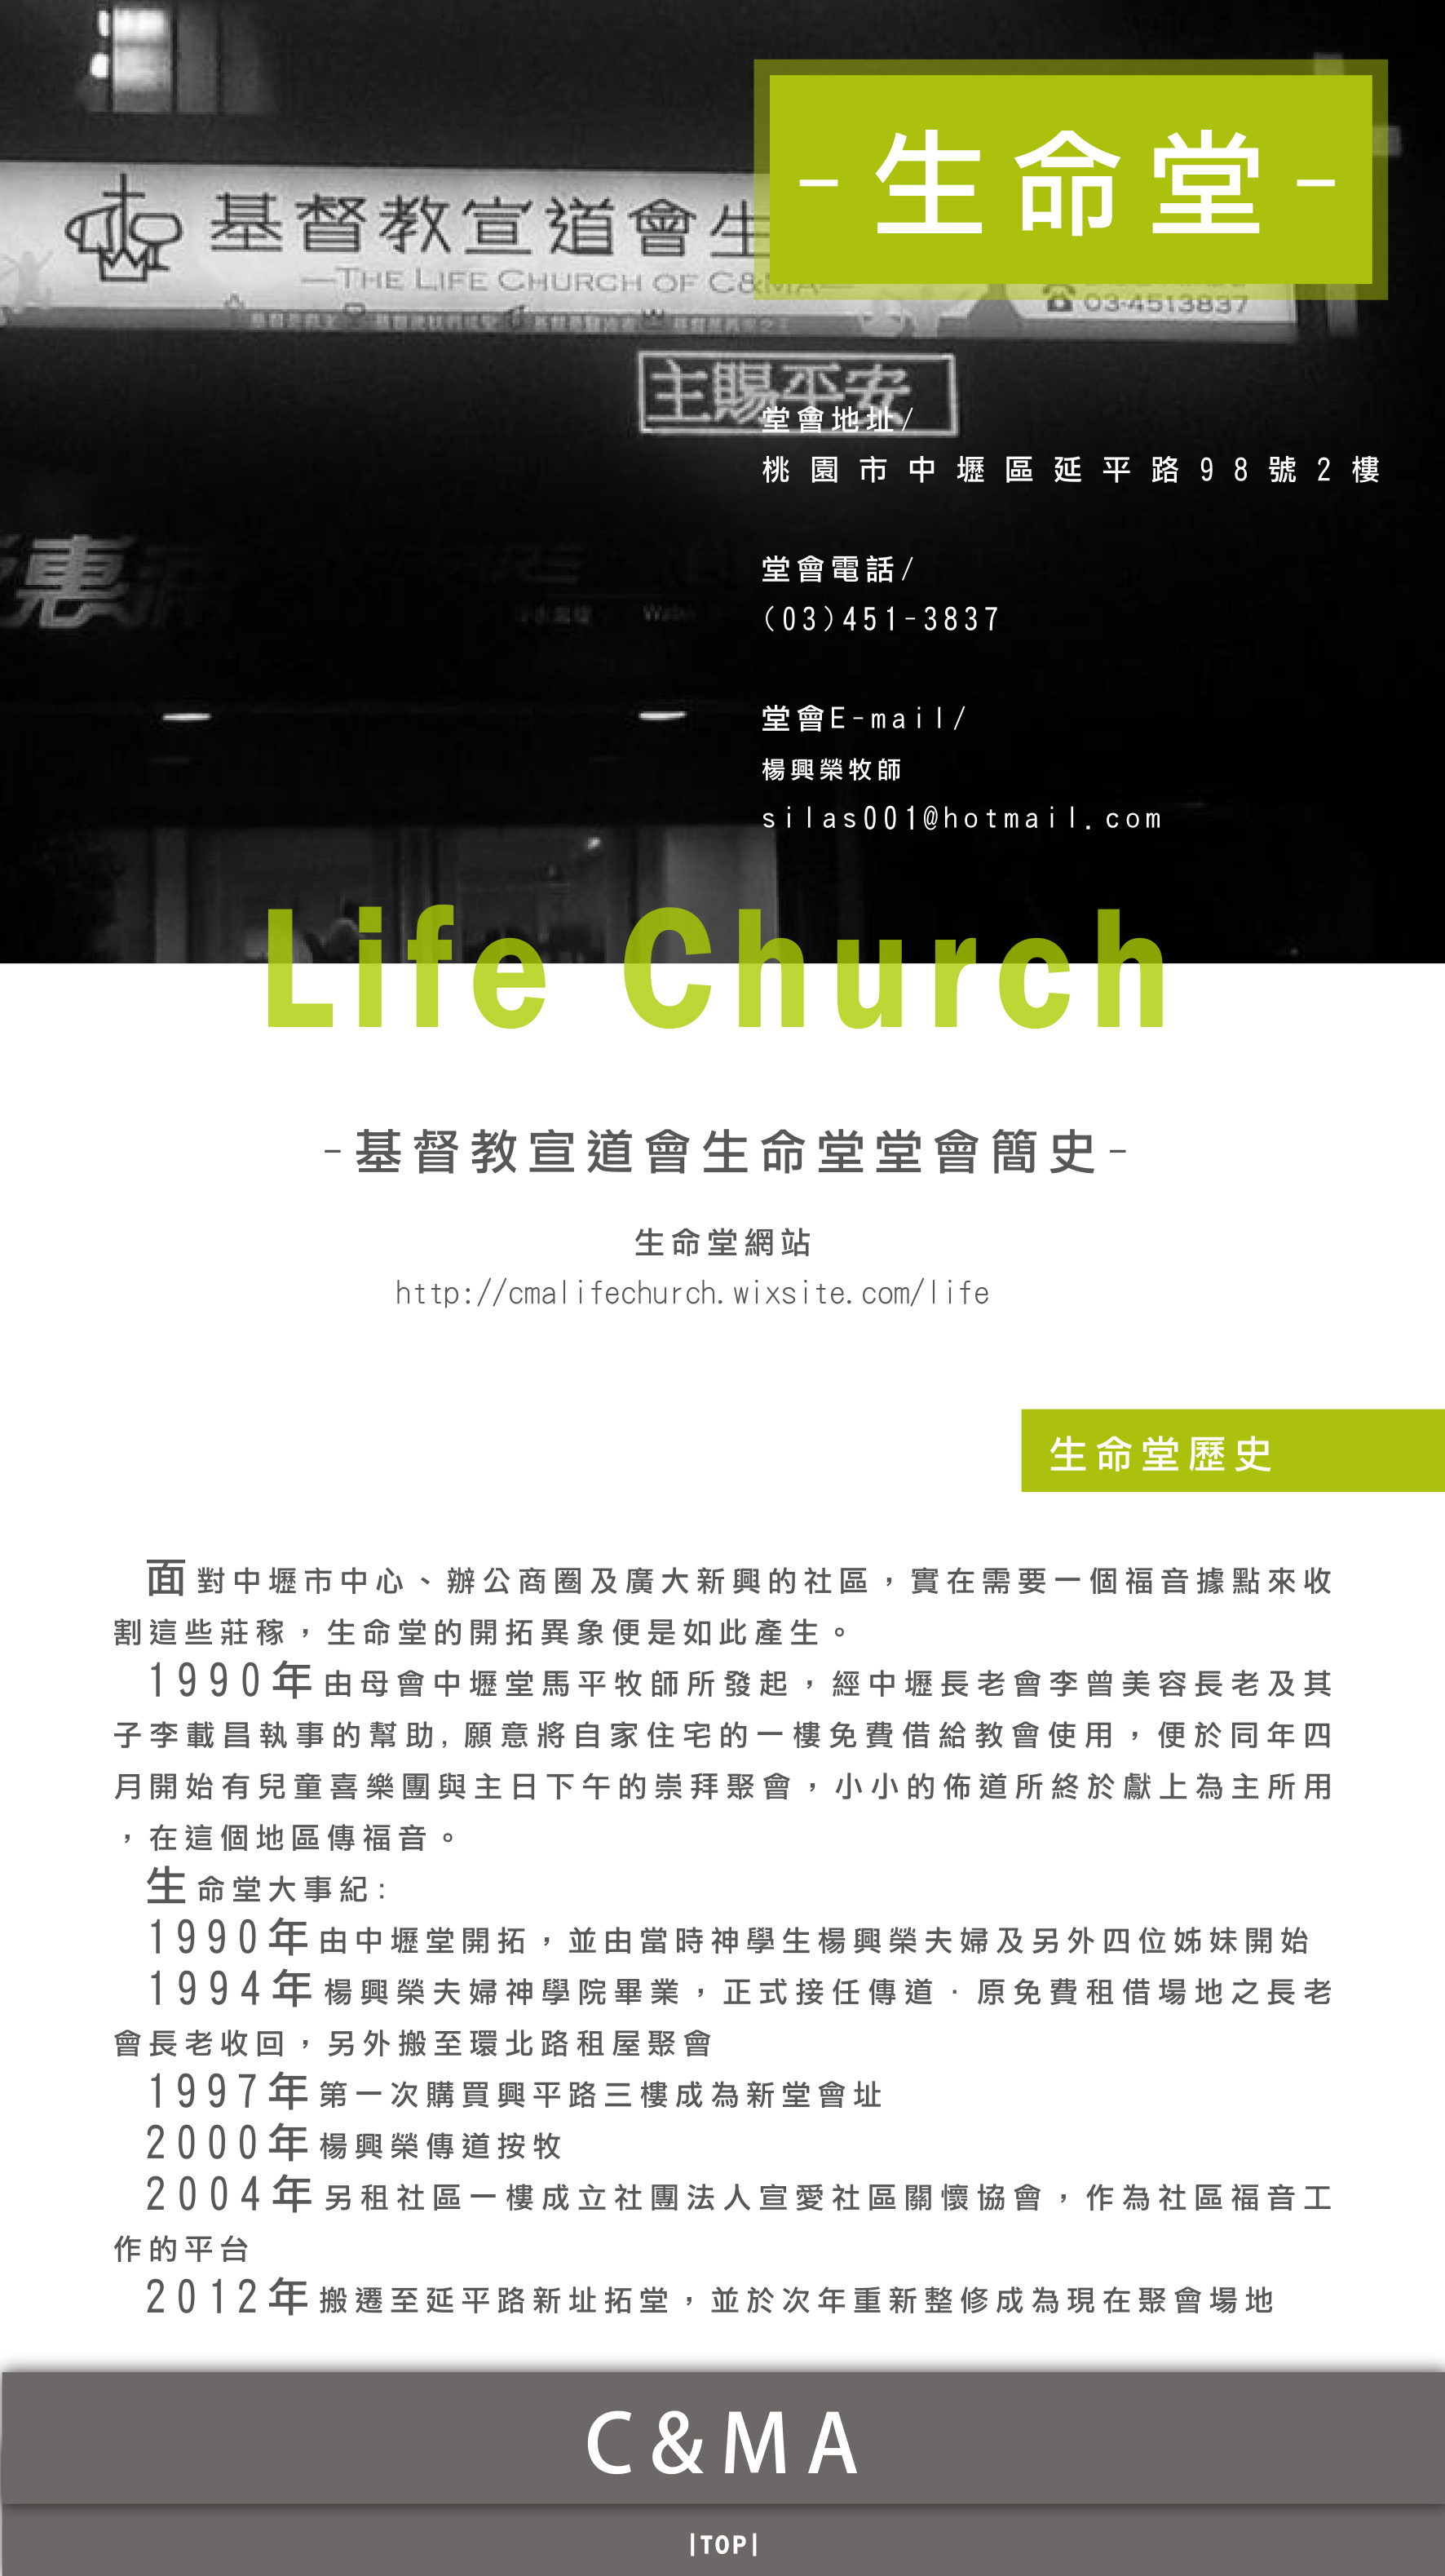 -生命堂-
基督教宣道會生
—THE LIFE CHURCH OF C&MA—
03-4513837
主賜平安
堂會地址/
桃園市中壢區延平路98號2樓
惠
堂會電話/
(03)451-3837
堂會E-mail/
楊興榮牧師
silas001@hotmail.com
Life Church
-基督教宣道會生命堂堂會簡史-
生命堂網站
http://cmalifechurch.wixsite.com/life
生命堂歷史
面對中壢市中心、辦公商圈及廣大新興的社區，實在需要一個福音據點來收
割這些莊稼，生命堂的開拓異象便是如此產生。
1990年由母會中壢堂馬平牧師所發起，經中壢長老會李曾美容長老及其
子李載昌執事的幫助,願意將自家住宅的一樓免費借給教會使用，便於同年四
月開始有兒童喜樂團與主日下午的崇拜聚會，小小的佈道所終於獻上為主所用
，在這個地區傳福音。
生命堂大事紀:
1990年由中壢堂開拓，並由當時神學生楊興榮夫婦及另外四位姊妹開始
1994年楊興榮夫婦神學院畢業，正式接任傳道．原免費租借場地之長老
會長老收回，另外搬至環北路租屋聚會
1997年第一次購買興平路三樓成為新堂會址
2000年楊興榮傳道按牧
2004年另租社區一樓成立社團法人宣愛社區關懷協會，作為社區福音工
作的平台
2012年搬遷至延平路新址拓堂，並於次年重新整修成為現在聚會場地
C&MA
|TOP|